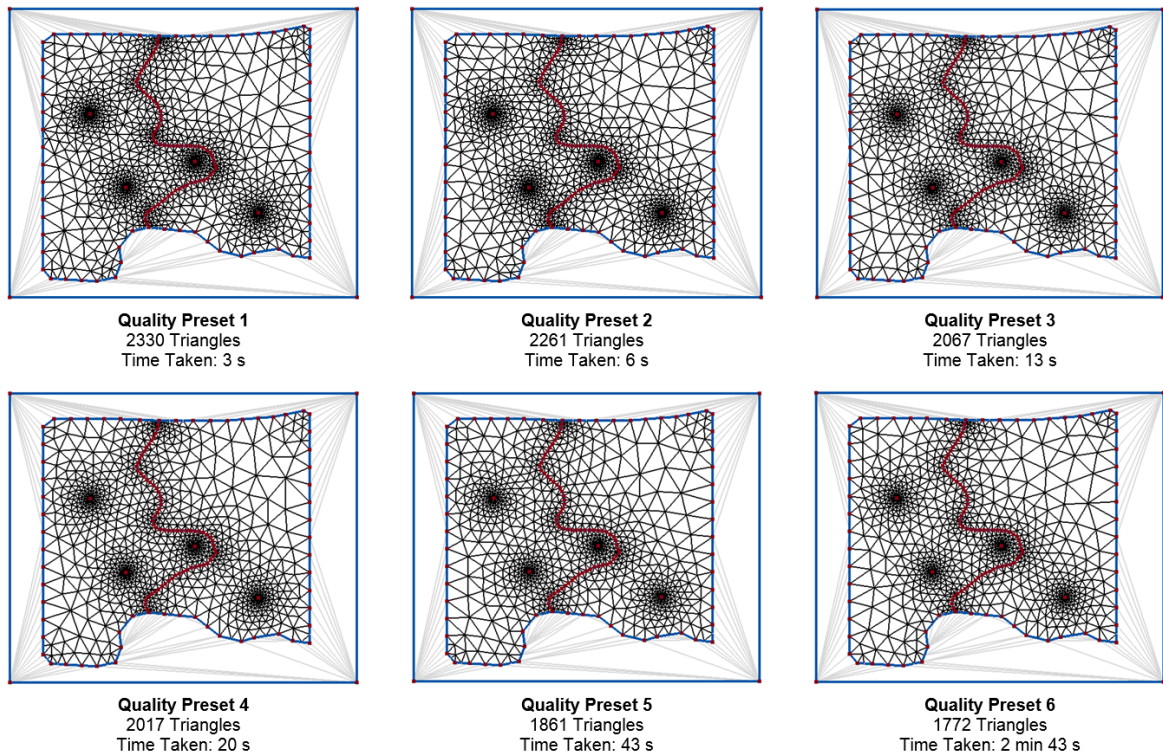 Quality Preset 1
2330 Triangles
Time Taken: 3 s
Quality Preset 2
2261 Triangles
Time Taken: 6 s
Quality Preset 3
2067 Triangles
Time Taken: 13 s
Quality Preset 4
2017 Triangles
Time Taken: 20 s
Quality Preset 5
1861 Triangles
Time Taken: 43 s
Quality Preset 6
1772 Triangles
Time Taken: 2 min 43 s